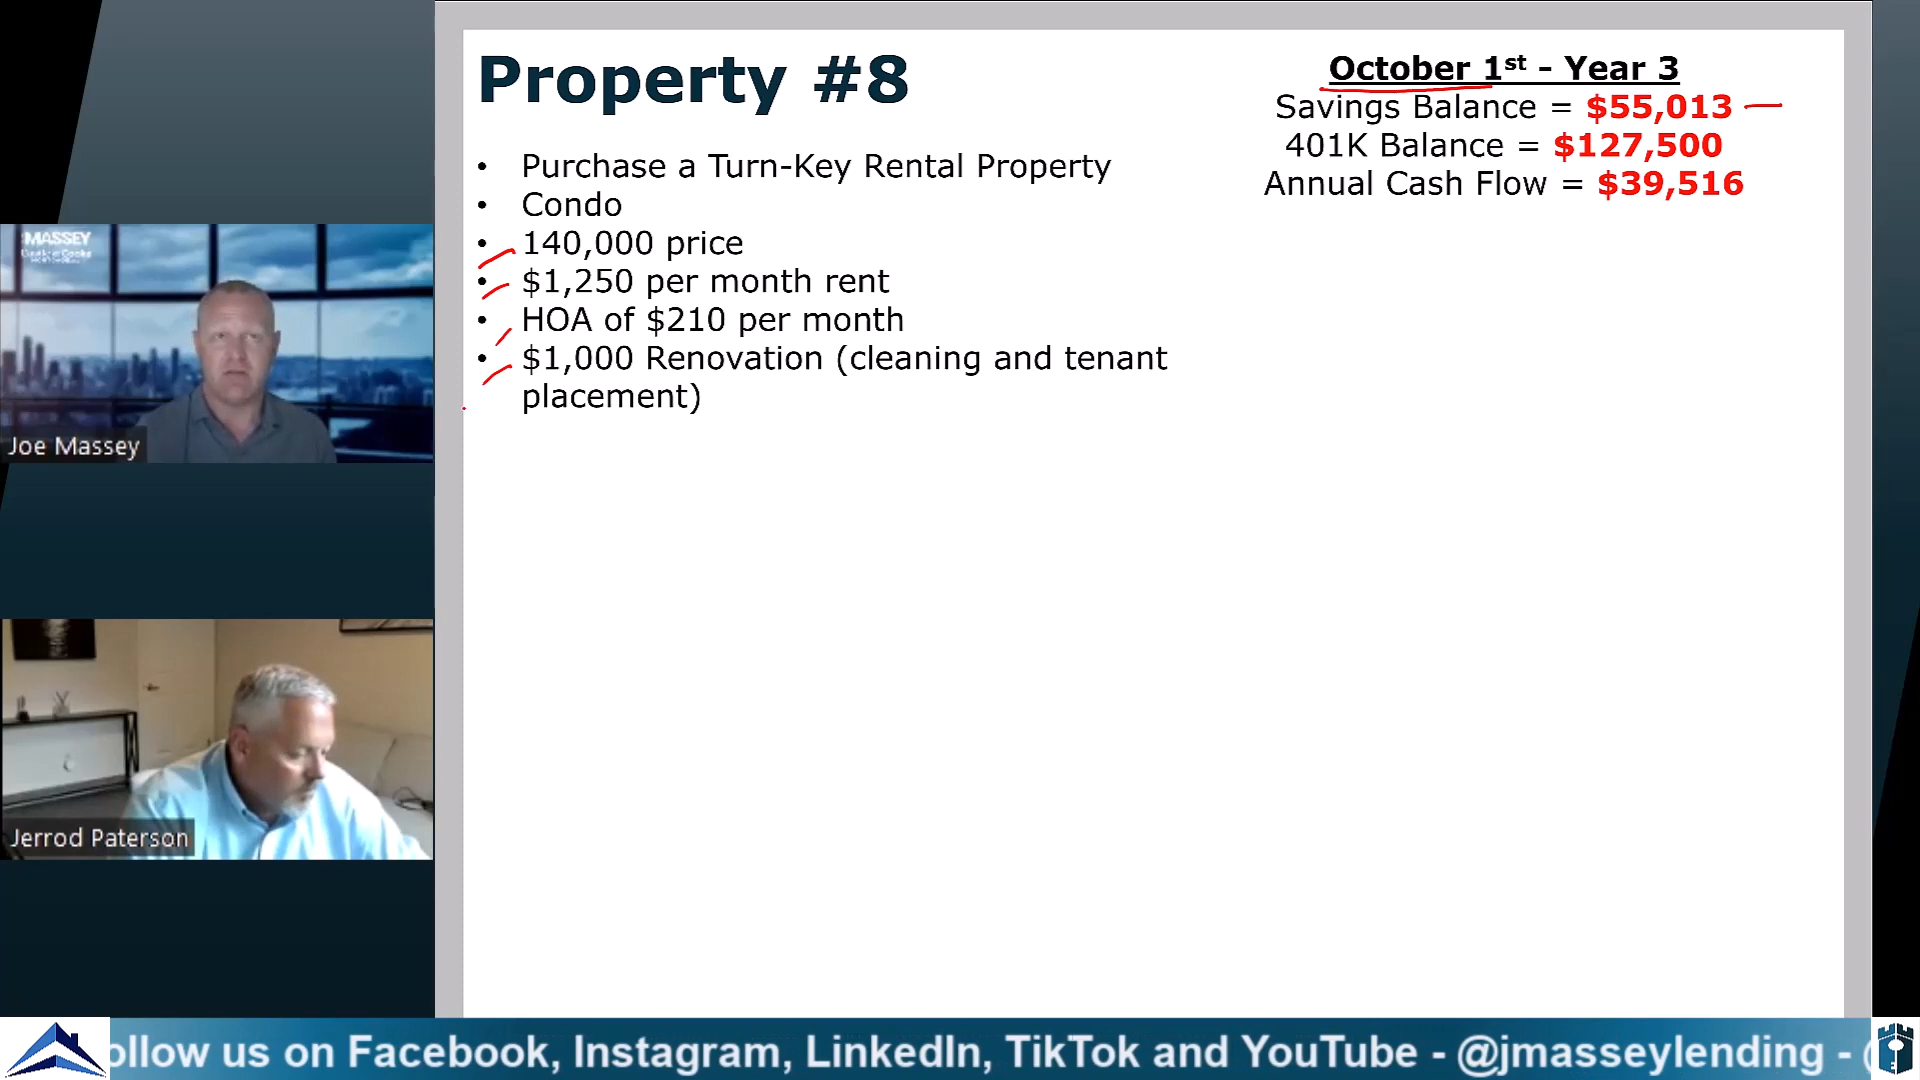 Property #8
October 1st - Year 3
Savings Balance = $55,013
401K Balance = $127,500
Annual Cash Flow = $39,516
• Purchase a Turn-Key Rental Property
• Condo
• 140,000 price
• $1,250 per month rent
• HOA of $210 per month
• $1,000 Renovation (cleaning and tenant
placement)
MASSEY
Joe Massey
Jerrod Paterson
ollow us on Facebook, Instagram, LinkedIn, TikTok and YouTube - @jmasseylending -